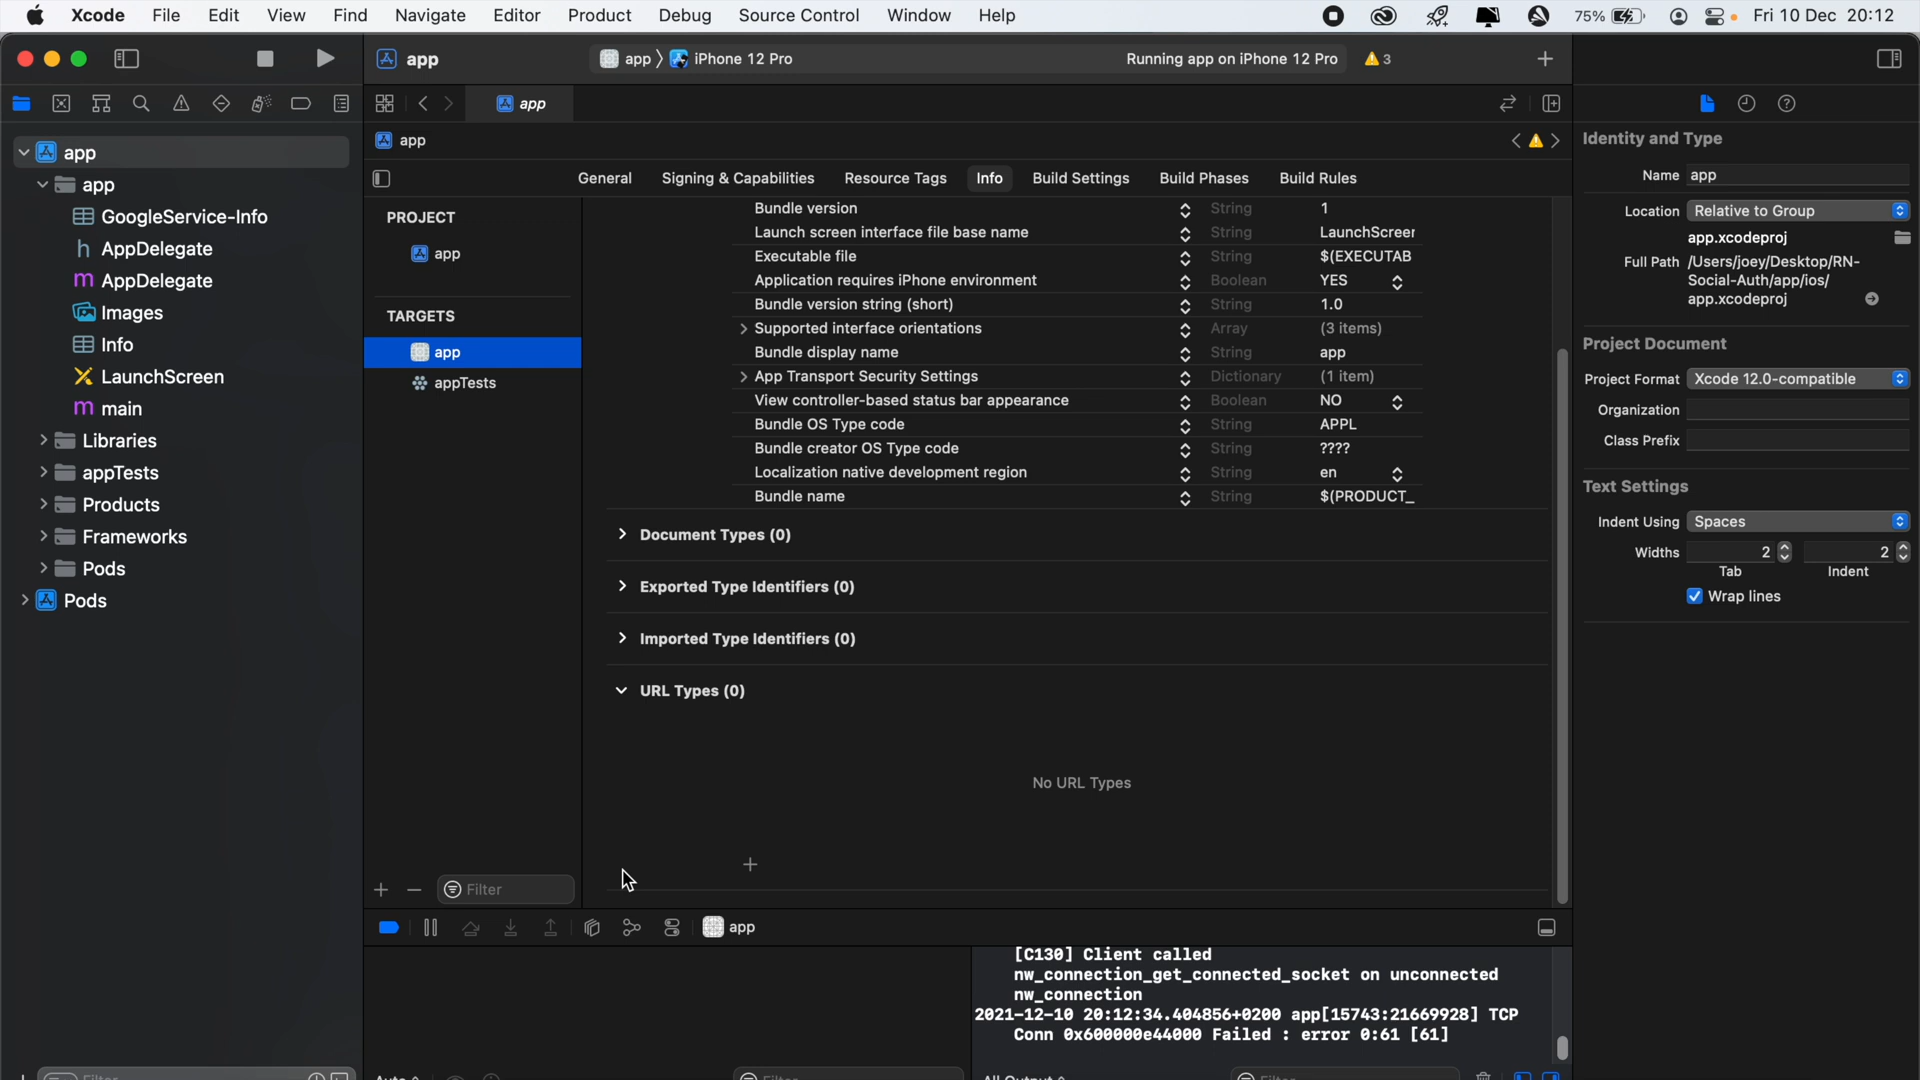 Xcode File Edit View Find Navigate Editor Product Debug Source Control Window Help 75% Fri 10 Dec 20:12
app
app 〉 iPhone 12 Pro
Running app on iPhone 12 Pro
3
app
app
General Signing & Capabilities Resource Tags Info Build Settings Build Phases Build Rules
app
app
GoogleService-Info
h AppDelegate
m AppDelegate
Images
Info
LaunchScreen
m main
Libraries
appTests
Products
Frameworks
Pods
Pods
PROJECT
app
TARGETS
app
appTests
Filter
Bundle version String 1
Launch screen interface file base name String LaunchScreen
Executable file String $(EXECUTAB
Application requires iPhone environment Boolean YES
Bundle version string (short) String 1.0
Supported interface orientations Array (3 items)
Bundle display name String app
App Transport Security Settings Dictionary (1 item)
View controller-based status bar appearance Boolean NO
Bundle OS Type code String APPL
Bundle creator OS Type code String ????
Localization native development region String en
Bundle name String $(PRODUCT_
Document Types (0)
Exported Type Identifiers (0)
Imported Type Identifiers (0)
URL Types (0)
No URL Types
app
[C130] Client called
nw_connection_get_connected_socket on unconnected
nw_connection
2021-12-10 20:12:34.404856+0200 app[15743:21669928] TCP
Conn 0x600000e44000 Failed : error 0:61 [61]
Identity and Type
Name app
Location Relative to Group
app.xcodeproj
Full Path /Users/joey/Desktop/RN-
Social-Auth/app/ios/
app.xcodeproj
Project Document
Project Format Xcode 12.0-compatible
Organization
Class Prefix
Text Settings
Indent Using Spaces
Widths 2 2
Tab Indent
Wrap lines